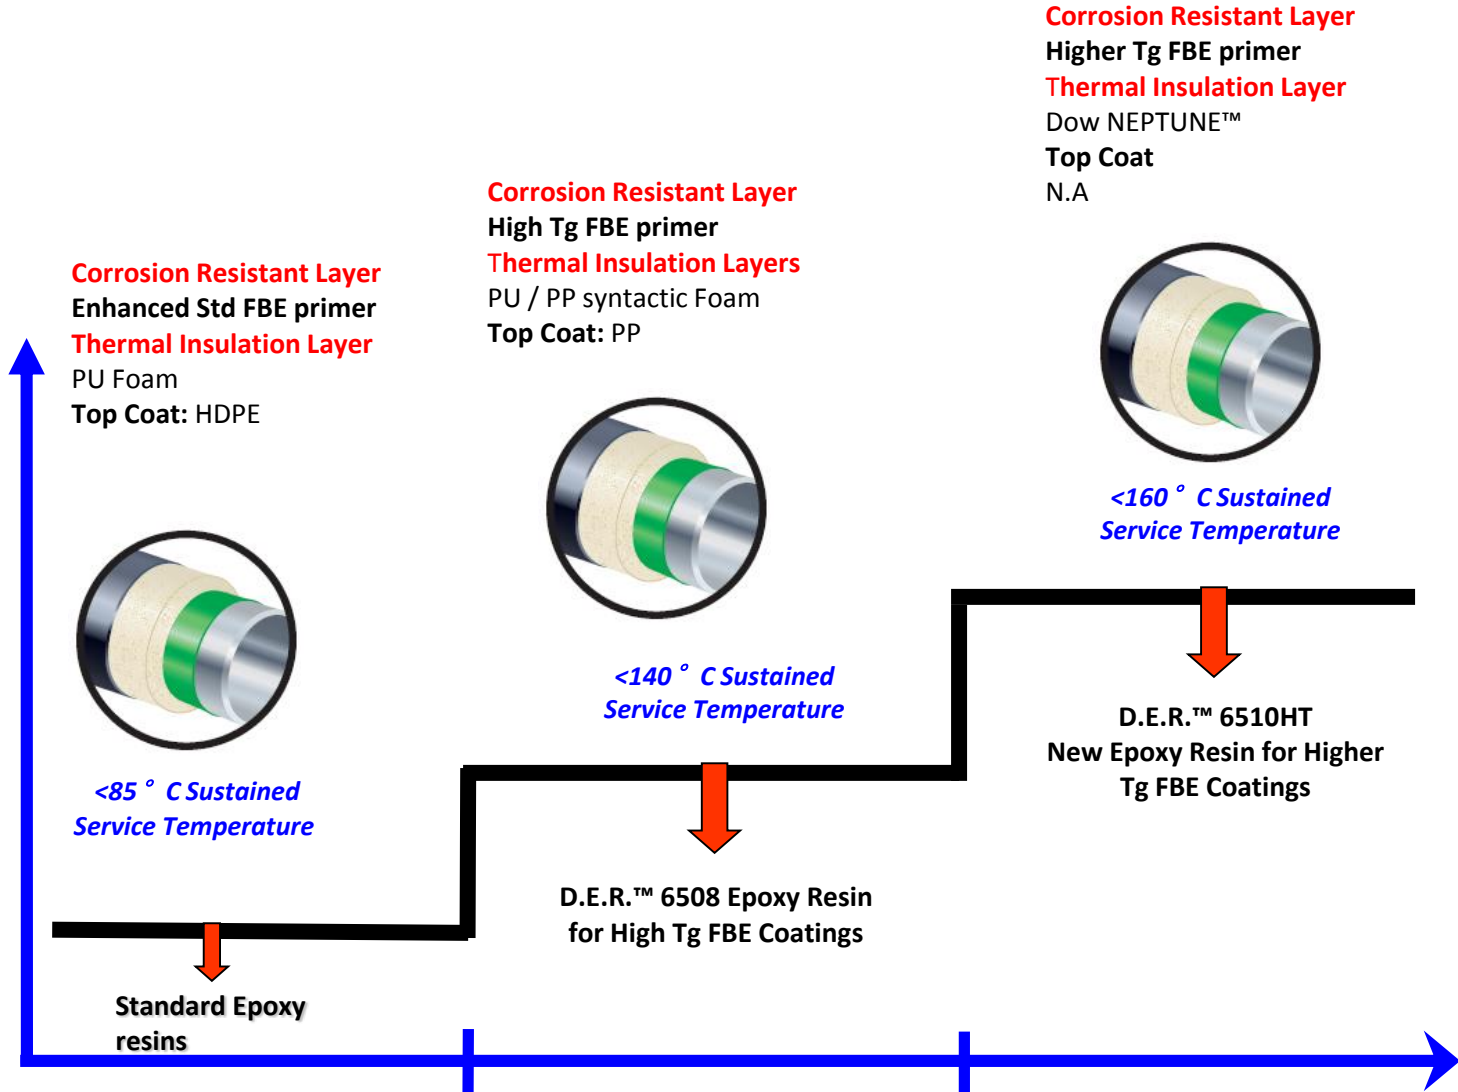 Corrosion Resistant Layer
Enhanced Std FBE primer
Thermal Insulation Layer
PU Foam
Top Coat: HDPE
<85 ° C Sustained
Service Temperature
Standard Epoxy
resins
Corrosion Resistant Layer
High Tg FBE primer
Thermal Insulation Layers
PU / PP syntactic Foam
Top Coat: PP
<140 ° C Sustained
Service Temperature
D.E.R.™ 6508 Epoxy Resin
for High Tg FBE Coatings
Corrosion Resistant Layer
Higher Tg FBE primer
Thermal Insulation Layer
Dow NEPTUNE™
Top Coat
N.A
<160 ° C Sustained
Service Temperature
D.E.R.™ 6510HT
New Epoxy Resin for Higher
Tg FBE Coatings